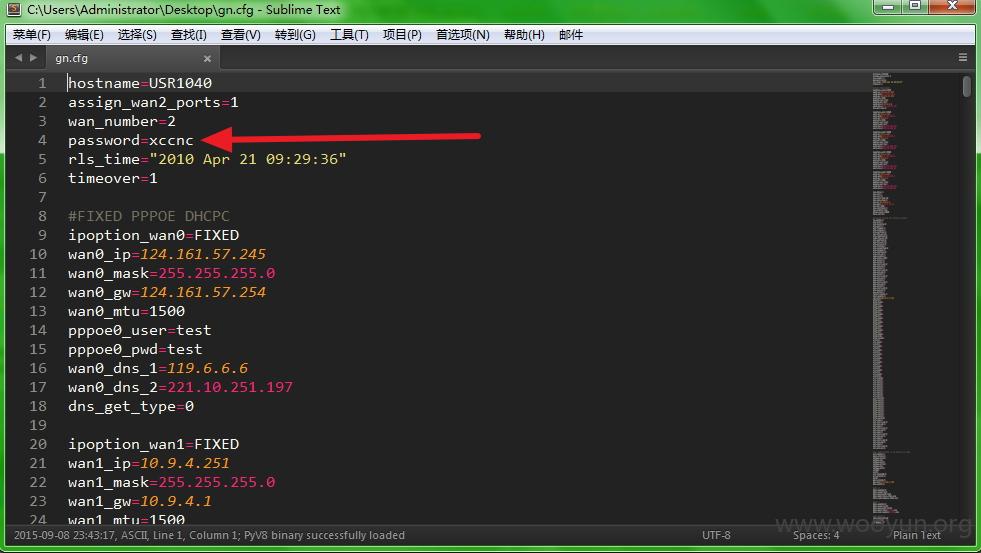 C:\Users\Administrator\Desktop\gn.cfg - Sublime Text
菜单(F) 编辑(E) 选择(S) 查找(I) 查看(V) 转到(G) 工具(T) 项目(P) 首选项(N) 帮助(H) 邮件
gn.cfg
1 hostname=USR1040
2 assign_wan2_ports=1
3 wan_number=2
4 password=xccnc
5 rls_time="2010 Apr 21 09:29:36"
6 timeover=1
7
8 #FIXED PPPOE DHCPC
9 ipoption_wan0=FIXED
10 wan0_ip=124.161.57.245
11 wan0_mask=255.255.255.0
12 wan0_gw=124.161.57.254
13 wan0_mtu=1500
14 pppoe0_user=test
15 pppoe0_pwd=test
16 wan0_dns_1=119.6.6.6
17 wan0_dns_2=221.10.251.197
18 dns_get_type=0
19
20 ipoption_wan1=FIXED
21 wan1_ip=10.9.4.251
22 wan1_mask=255.255.255.0
23 wan1_gw=10.9.4.1
24 wan1_mtu=1500
www.wooyun.org
2015-09-08 23:43:17, ASCII, Line 1, Column 1; PyV8 binary successfully loaded UTF-8 Spaces: 4 Plain Text